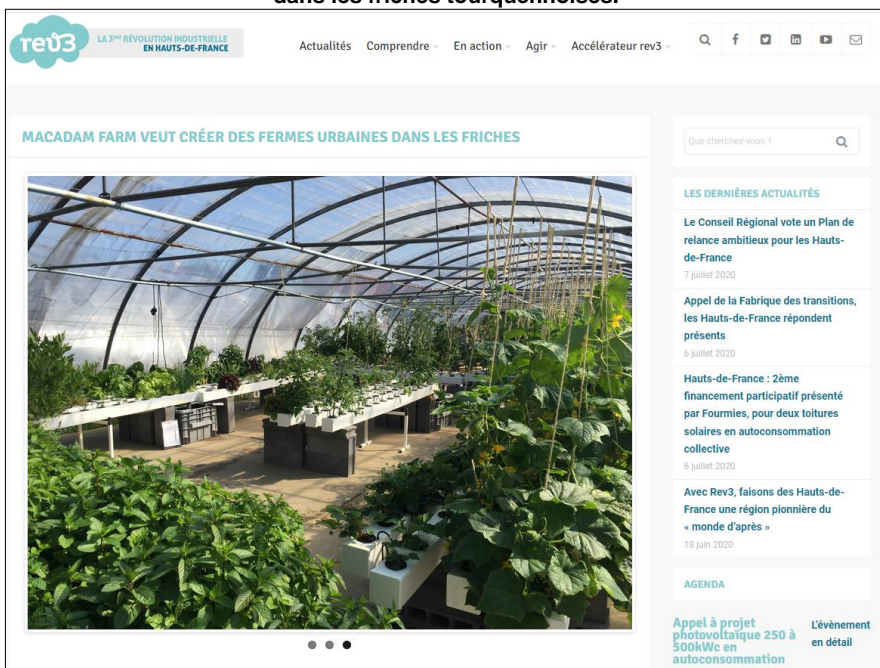 dans les friches tourquennoises.
rev3
LA 3ème RÉVOLUTION INDUSTRIELLE
EN HAUTS-DE-FRANCE
Actualités Comprendre En action Agir Accélérateur rev3
MACADAM FARM VEUT CRÉER DES FERMES URBAINES DANS LES FRICHES
Que cherchez-vous ?
LES DERNIÈRES ACTUALITÉS
Le Conseil Régional vote un Plan de
relance ambitieux pour les Hauts-
de-France
7 juillet 2020
Appel de la Fabrique des transitions,
les Hauts-de-France répondent
présents
6 juillet 2020
Hauts-de-France : 2ème
financement participatif présenté
par Fourmies, pour deux toitures
solaires en autoconsommation
collective
6 juillet 2020
Avec Rev3, faisons des Hauts-de-
France une région pionnière du
« monde d'après »
18 juin 2020
AGENDA
Appel à projet
photovoltaïque 250 à
500kWc en
autoconsommation
L'évènement
en détail